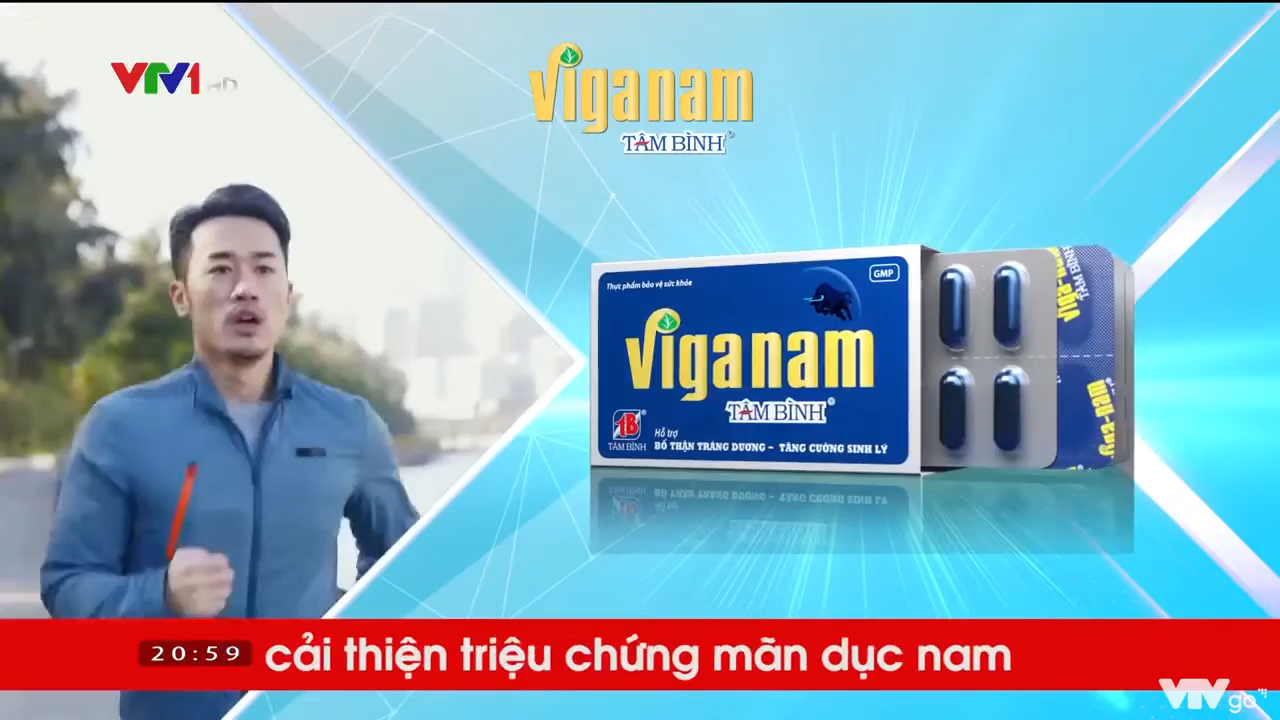 VTV1 HD
Viganam
TÂM BÌNH®
Thực phẩm bảo vệ sức khỏe
GMP
Viganam
TÂM BÌNH®
TB®
TÂM BÌNH
Hỗ trợ
BỔ THẬN TRÁNG DƯƠNG – TĂNG CƯỜNG SINH LÝ
TÂM BÌNH
20:59
cải thiện triệu chứng mãn dục nam
VTV go